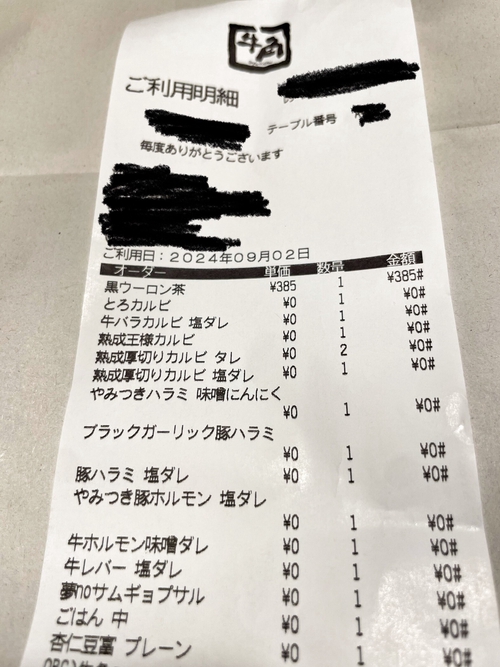 牛角
ご利用明細
テーブル番号
毎度ありがとうございます
ご利用日：２０２４年０９月０２日
オーダー 単価 数量 金額
黒ウーロン茶 ¥385 1 ¥385#
とろカルビ ¥0 1 ¥0#
牛バラカルビ 塩ダレ ¥0 1 ¥0#
熟成王様カルビ ¥0 1 ¥0#
熟成厚切りカルビ タレ ¥0 2 ¥0#
熟成厚切りカルビ 塩ダレ ¥0 1 ¥0#
やみつきハラミ 味噌にんにく
¥0 1 ¥0#
ブラックガーリック豚ハラミ
¥0 1 ¥0#
豚ハラミ 塩ダレ ¥0 1 ¥0#
やみつき豚ホルモン 塩ダレ
¥0 1 ¥0#
牛ホルモン味噌ダレ ¥0 1 ¥0#
牛レバー 塩ダレ ¥0 1 ¥0#
夢noサムギョプサル ¥0 1 ¥0#
ごはん 中 ¥0 1 ¥0#
杏仁豆富 プレーン ¥0 1 ¥0#